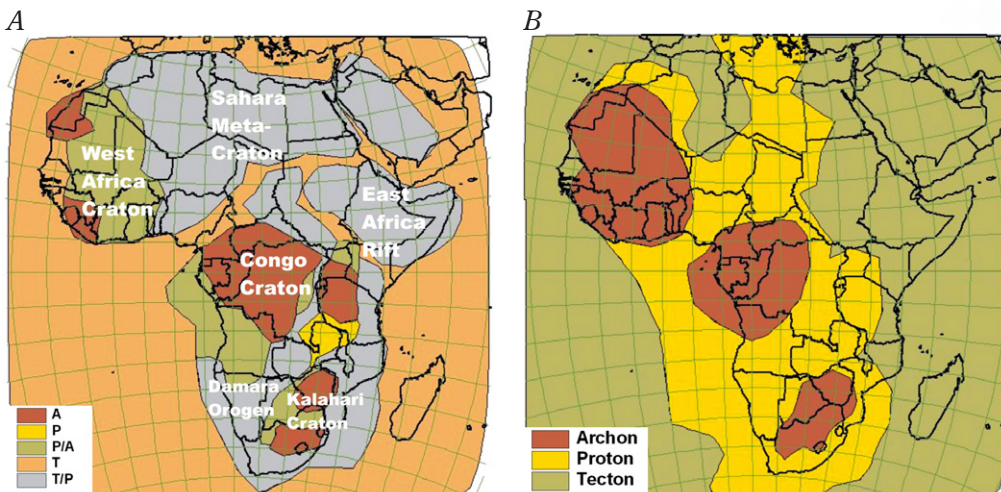 A
Sahara
Meta-
Craton
West
Africa
Craton
East
Africa
Rift
Congo
Craton
Damara
Orogen
Kalahari
Craton
A
P
P/A
T
T/P
B
Archon
Proton
Tecton